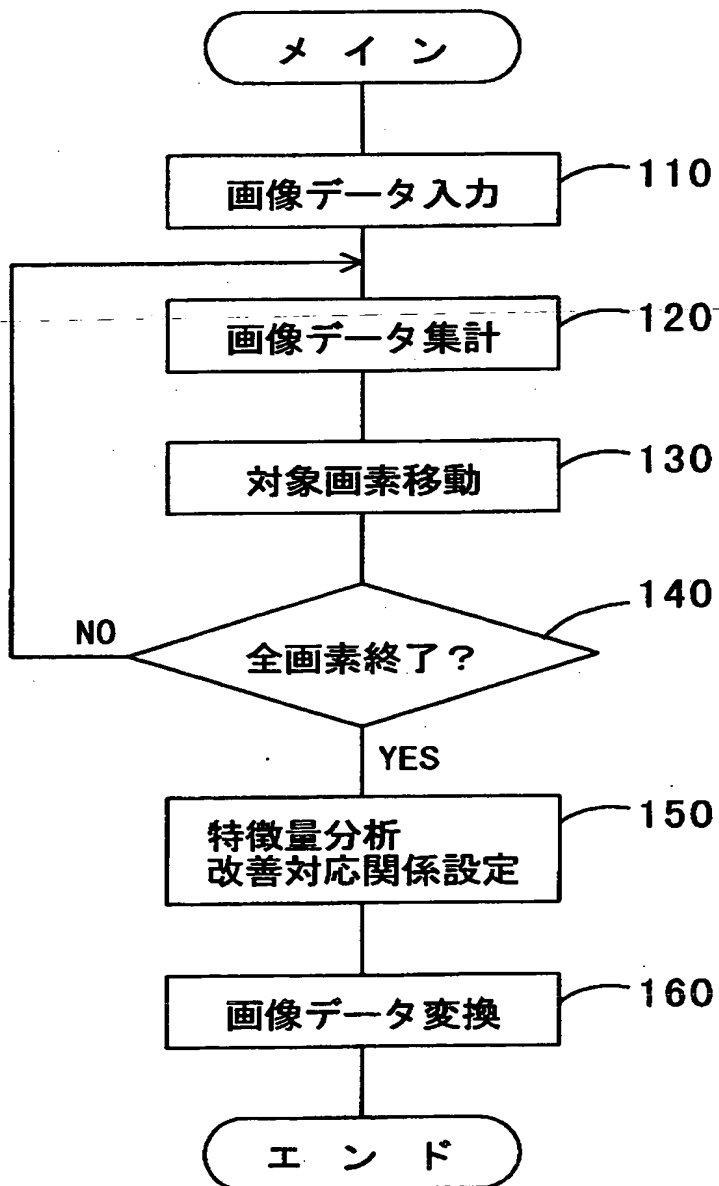 メイン
画像データ入力
110
画像データ集計
120
対象画素移動
130
全画素終了？
140
NO
YES
特徴量分析
改善対応関係設定
150
画像データ変換
160
エンド